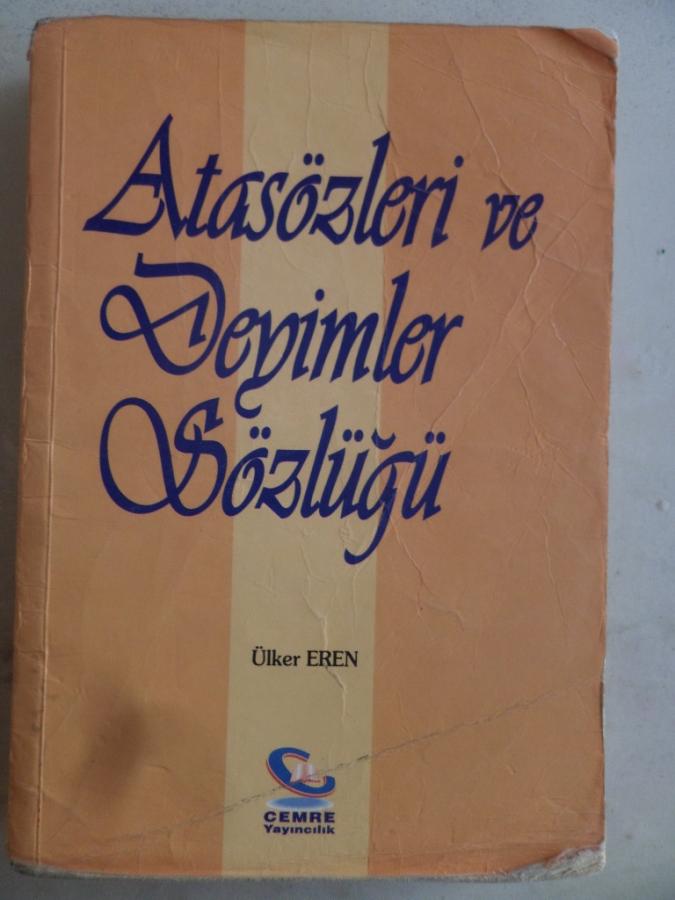 Atasözleri ve
Deyimler
Sözlüğü
Ülker EREN
CEMRE
Yayıncılık